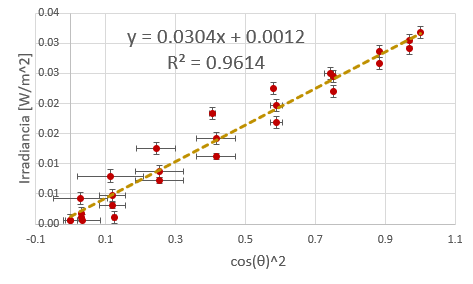 0.04
y = 0.0304x + 0.0012
0.03
R² = 0.9614
0.03
0.02
0.02
0.01
0.01
0.00
Irradiancia [W/m^2]
-0.1 0.1 0.3 0.5 0.7 0.9 1.1
cos(θ)^2